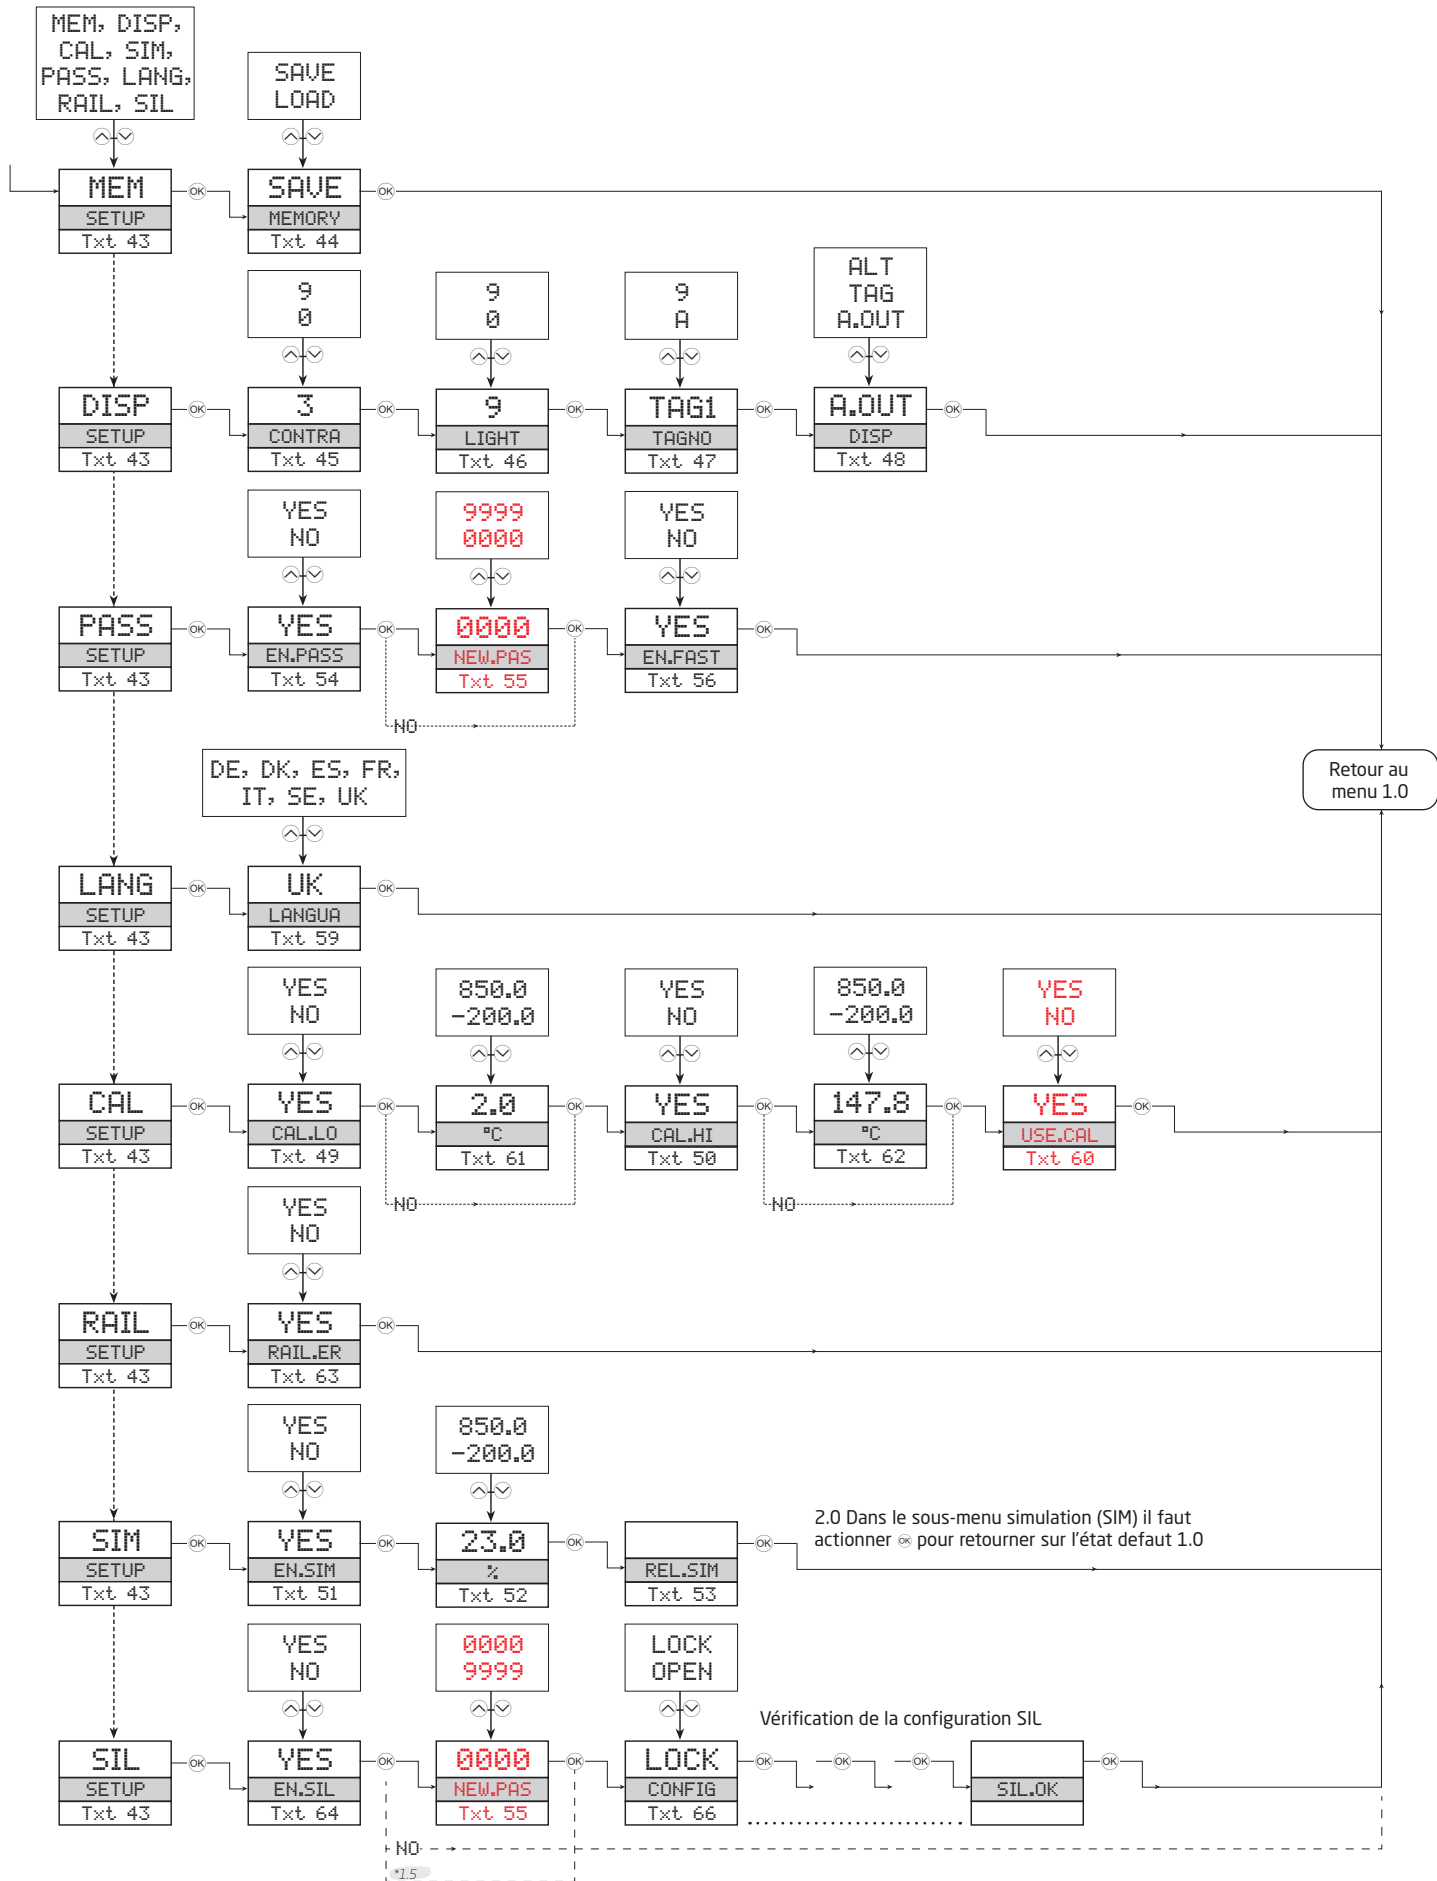 MEM, DISP,
CAL, SIM,
PASS, LANG,
RAIL, SIL
SAVE
LOAD
MEM
OK
SAVE
OK
SETUP
MEMORY
Txt 43
Txt 44
9
0
9
0
9
A
ALT
TAG
A.OUT
DISP
OK
3
OK
9
OK
TAG1
OK
A.OUT
OK
SETUP
CONTRA
LIGHT
TAGNO
DISP
Txt 43
Txt 45
Txt 46
Txt 47
Txt 48
YES
NO
9999
0000
YES
NO
PASS
OK
YES
OK
0000
OK
YES
OK
SETUP
EN.PASS
NEW.PAS
EN.FAST
Txt 43
Txt 54
Txt 55
Txt 56
NO
DE, DK, ES, FR,
IT, SE, UK
Retour au
menu 1.0
LANG
OK
UK
OK
SETUP
LANGUA
Txt 43
Txt 59
YES
NO
850.0
-200.0
YES
NO
850.0
-200.0
YES
NO
CAL
OK
YES
OK
2.0
OK
YES
OK
147.8
OK
YES
OK
SETUP
CAL.LO
°C
CAL.HI
°C
USE.CAL
Txt 43
Txt 49
Txt 61
Txt 50
Txt 62
Txt 60
NO
NO
YES
NO
RAIL
OK
YES
OK
SETUP
RAIL.ER
Txt 43
Txt 63
YES
NO
850.0
-200.0
2.0 Dans le sous-menu simulation (SIM) il faut
actionner OK pour retourner sur l'état defaut 1.0
SIM
OK
YES
OK
23.0
OK
OK
SETUP
EN.SIM
%
REL.SIM
Txt 43
Txt 51
Txt 52
Txt 53
YES
NO
0000
9999
LOCK
OPEN
Vérification de la configuration SIL
SIL
OK
YES
OK
0000
OK
LOCK
OK
OK
OK
OK
SETUP
EN.SIL
NEW.PAS
CONFIG
SIL.OK
Txt 43
Txt 64
Txt 55
Txt 66
NO
*1.5